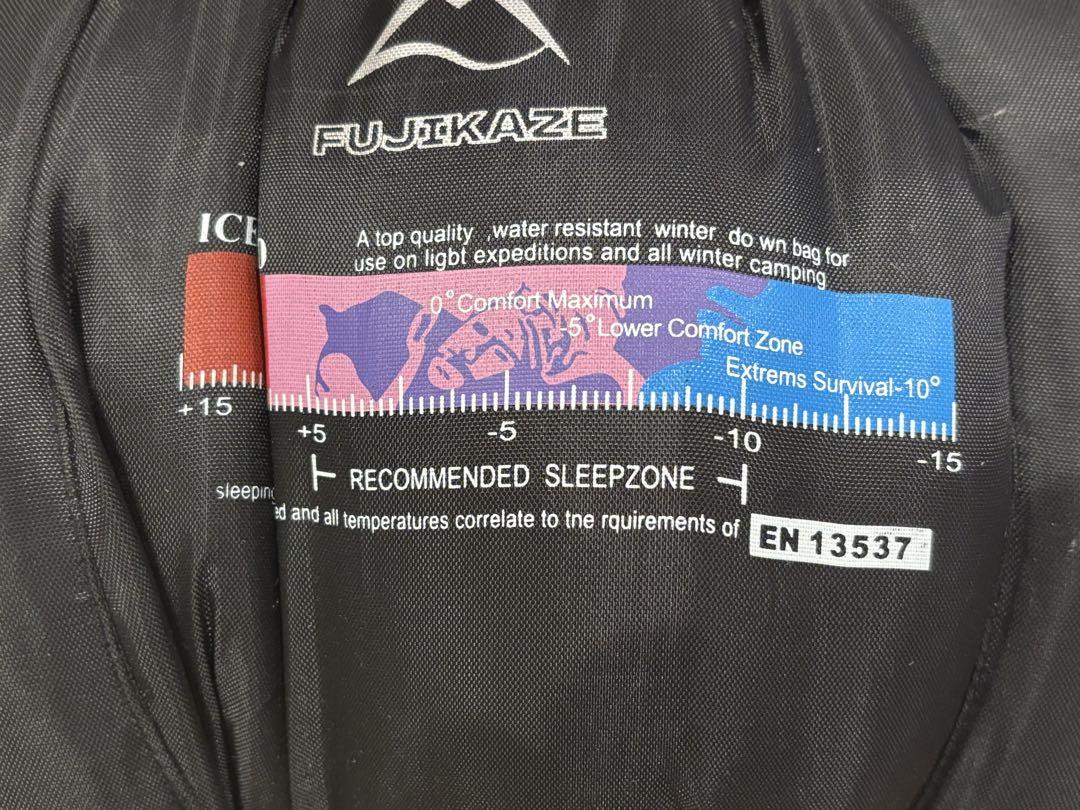 FUJIKAZE
ICE
A top quality ,water resistant winter do wn bag for
use on ligbt expeditions and all winter camping
0°Comfort Maximum
-5°Lower Comfort Zone
Extrems Survival-10°
+15 +5 -5 -10 -15
RECOMMENDED SLEEPZONE
sleeping
ed and all temperatures correlate to tne rquirements of EN 13537